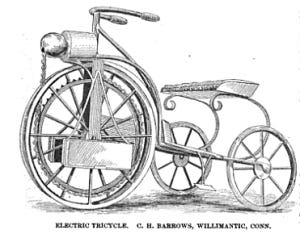 ELECTRIC TRICYCLE. C. H. BARROWS, WILLIMANTIC, CONN.